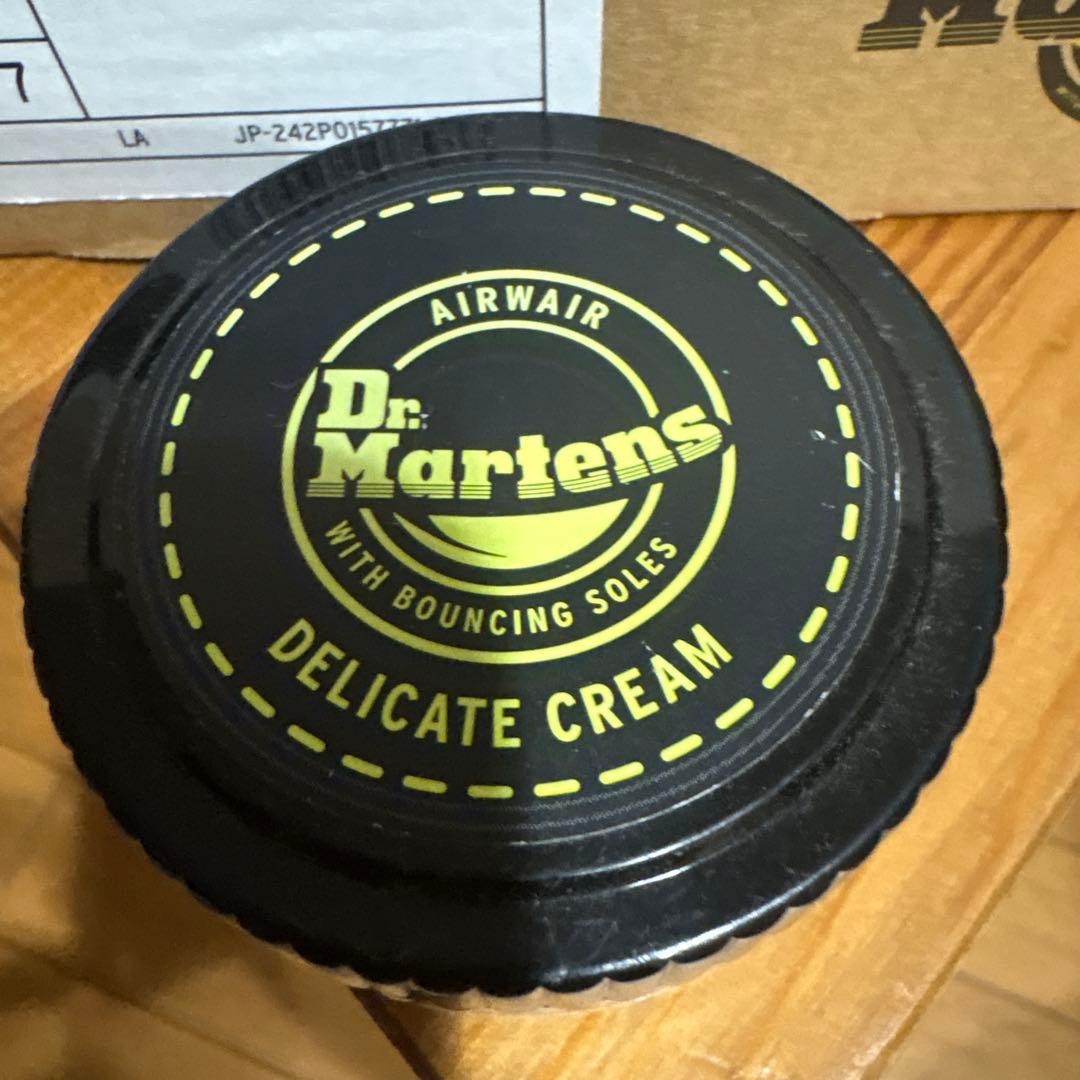 7
LA
AIRWAIR
Dr.
Martens
WITH BOUNCING SOLES
DELICATE CREAM